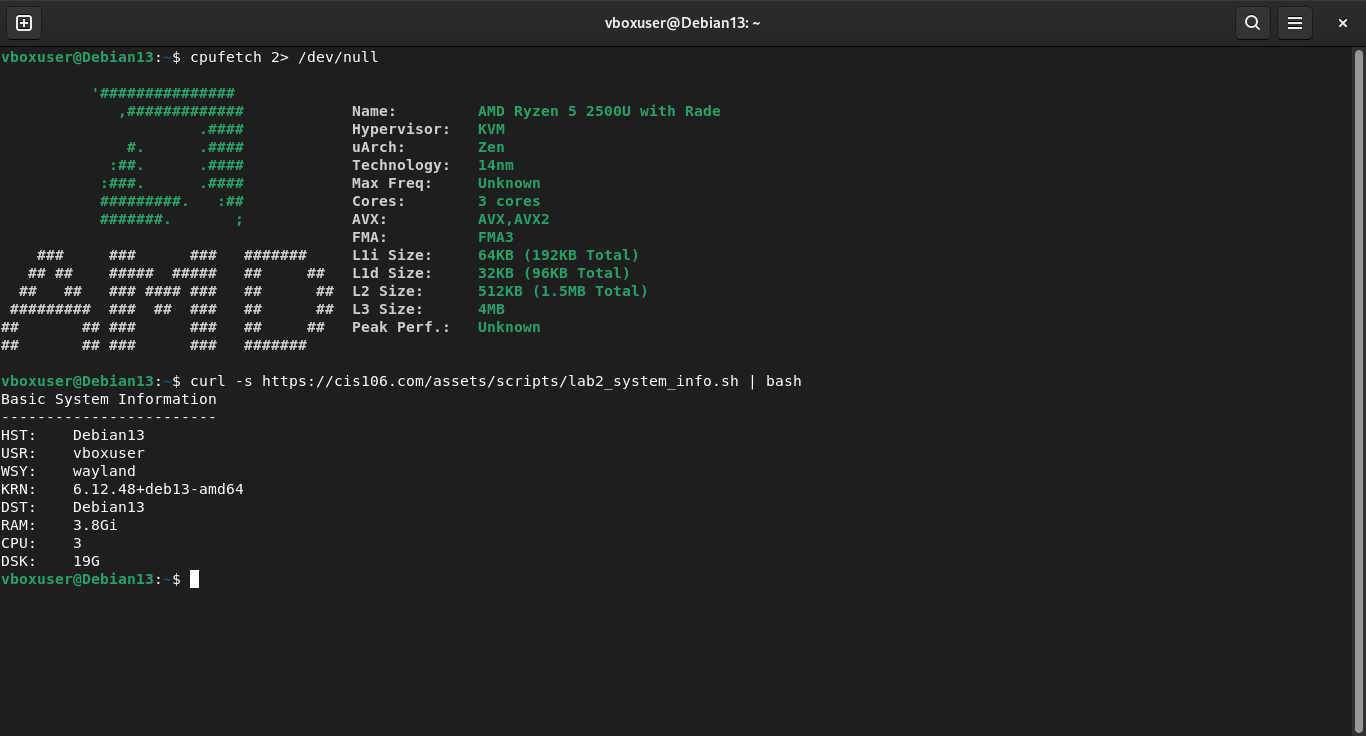 vboxuser@Debian13: ~
vboxuser@Debian13:~$ cpufetch 2> /dev/null
          '###############
             ,#############            Name:         AMD Ryzen 5 2500U with Rade
                      .####            Hypervisor:   KVM
              #.      .####            uArch:        Zen
            :##.      .####            Technology:   14nm
           :###.      .####            Max Freq:     Unknown
           #########.   :##            Cores:        3 cores
           #######.       ;            AVX:          AVX,AVX2
                                       FMA:          FMA3
    ###     ###      ###   #######     L1i Size:     64KB (192KB Total)
   ## ##    #####  #####   ##     ##   L1d Size:     32KB (96KB Total)
  ##   ##   ### #### ###   ##      ##  L2 Size:      512KB (1.5MB Total)
 #########  ###  ##  ###   ##      ##  L3 Size:      4MB
##       ## ###      ###   ##     ##   Peak Perf.:   Unknown
##       ## ###      ###   #######
vboxuser@Debian13:~$ curl -s https://cis106.com/assets/scripts/lab2_system_info.sh | bash
Basic System Information
------------------------
HST:    Debian13
USR:    vboxuser
WSY:    wayland
KRN:    6.12.48+deb13-amd64
DST:    Debian13
RAM:    3.8Gi
CPU:    3
DSK:    19G
vboxuser@Debian13:~$